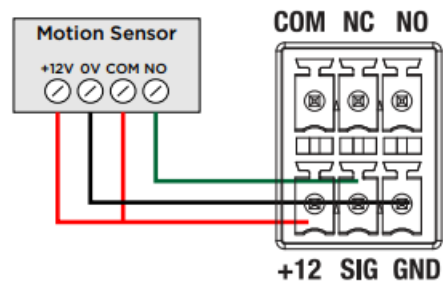 COM NC NO
Motion Sensor
+12V 0V COM NO
+12 SIG GND